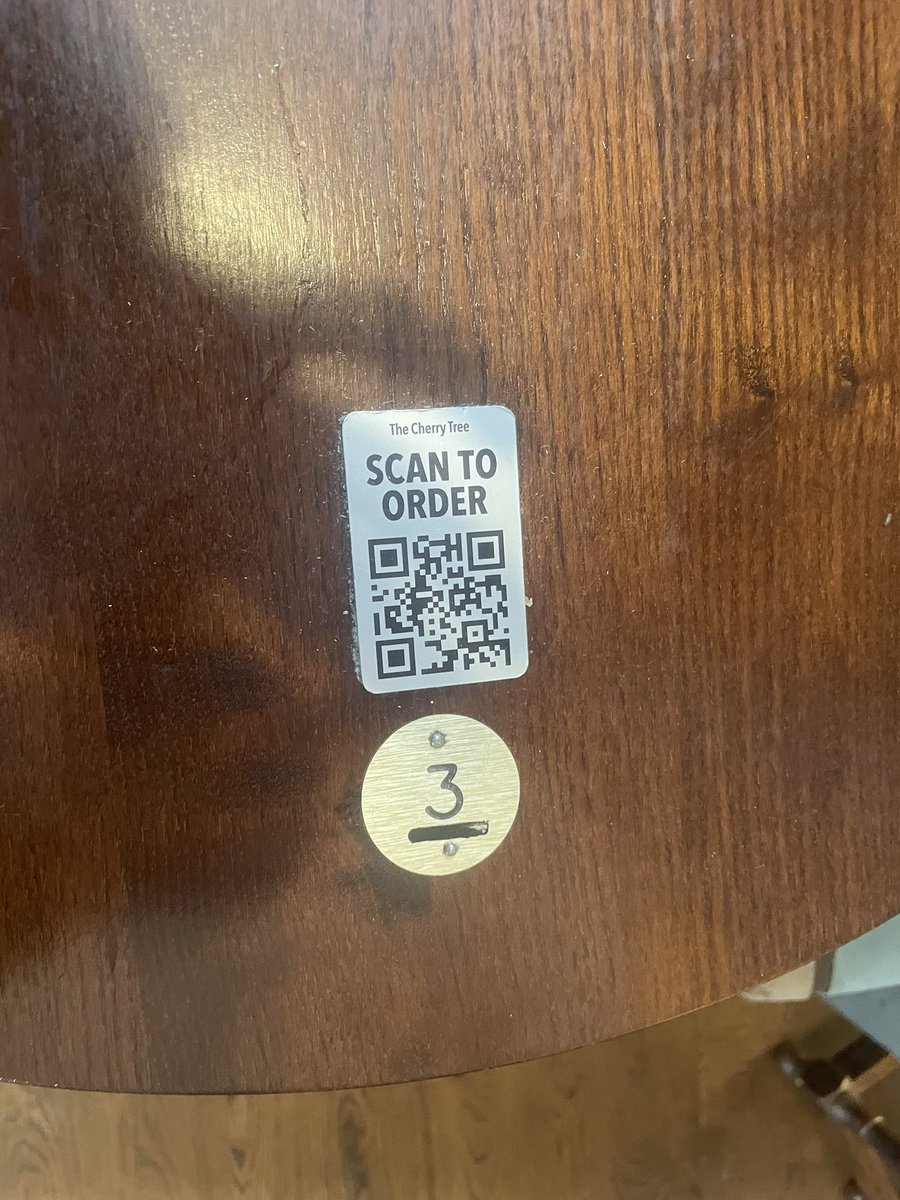 The Cherry Tree
SCAN TO
ORDER
3